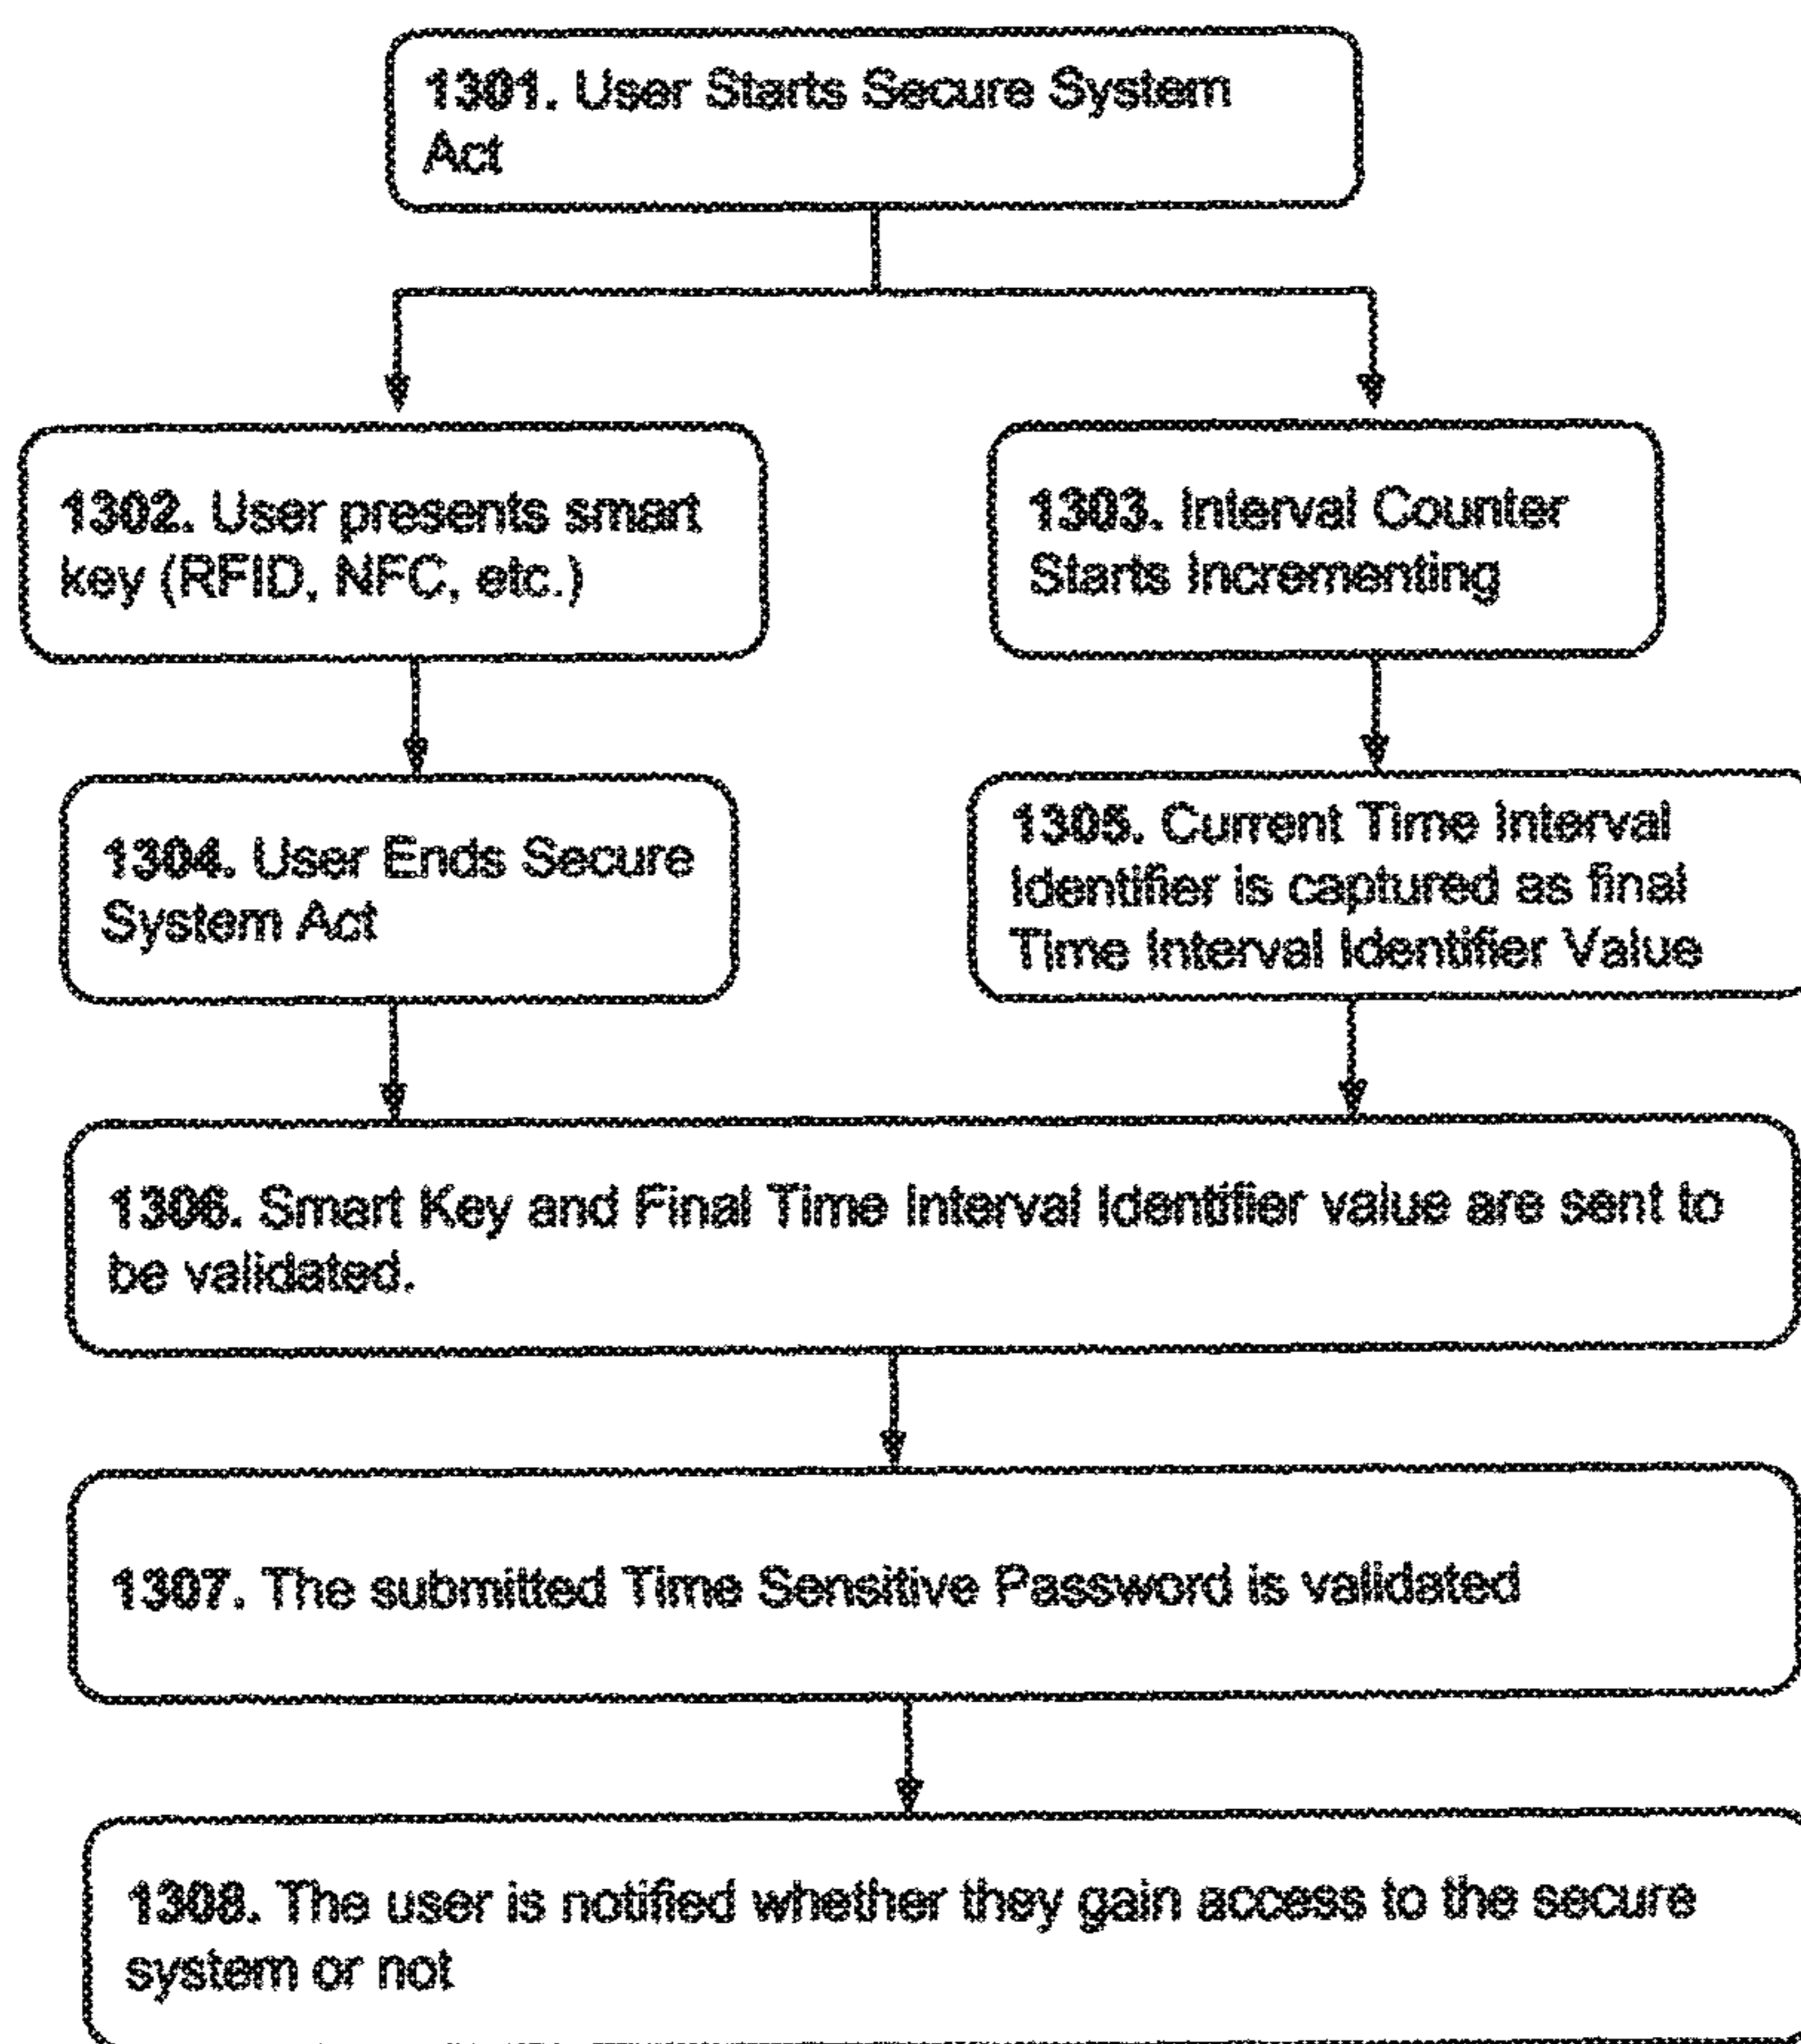 1301. User Starts Secure System
Act
1302. User presents smart
key (RFID, NFC, etc.)
1303. Interval Counter
Starts Incrementing
1304. User Ends Secure
System Act
1305. Current Time Interval
Identifier is captured as final
Time Interval Identifier Value
1306. Smart Key and Final Time Interval Identifier value are sent to
be validated.
1307. The submitted Time Sensitive Password is validated
1308. The user is notified whether they gain access to the secure
system or not